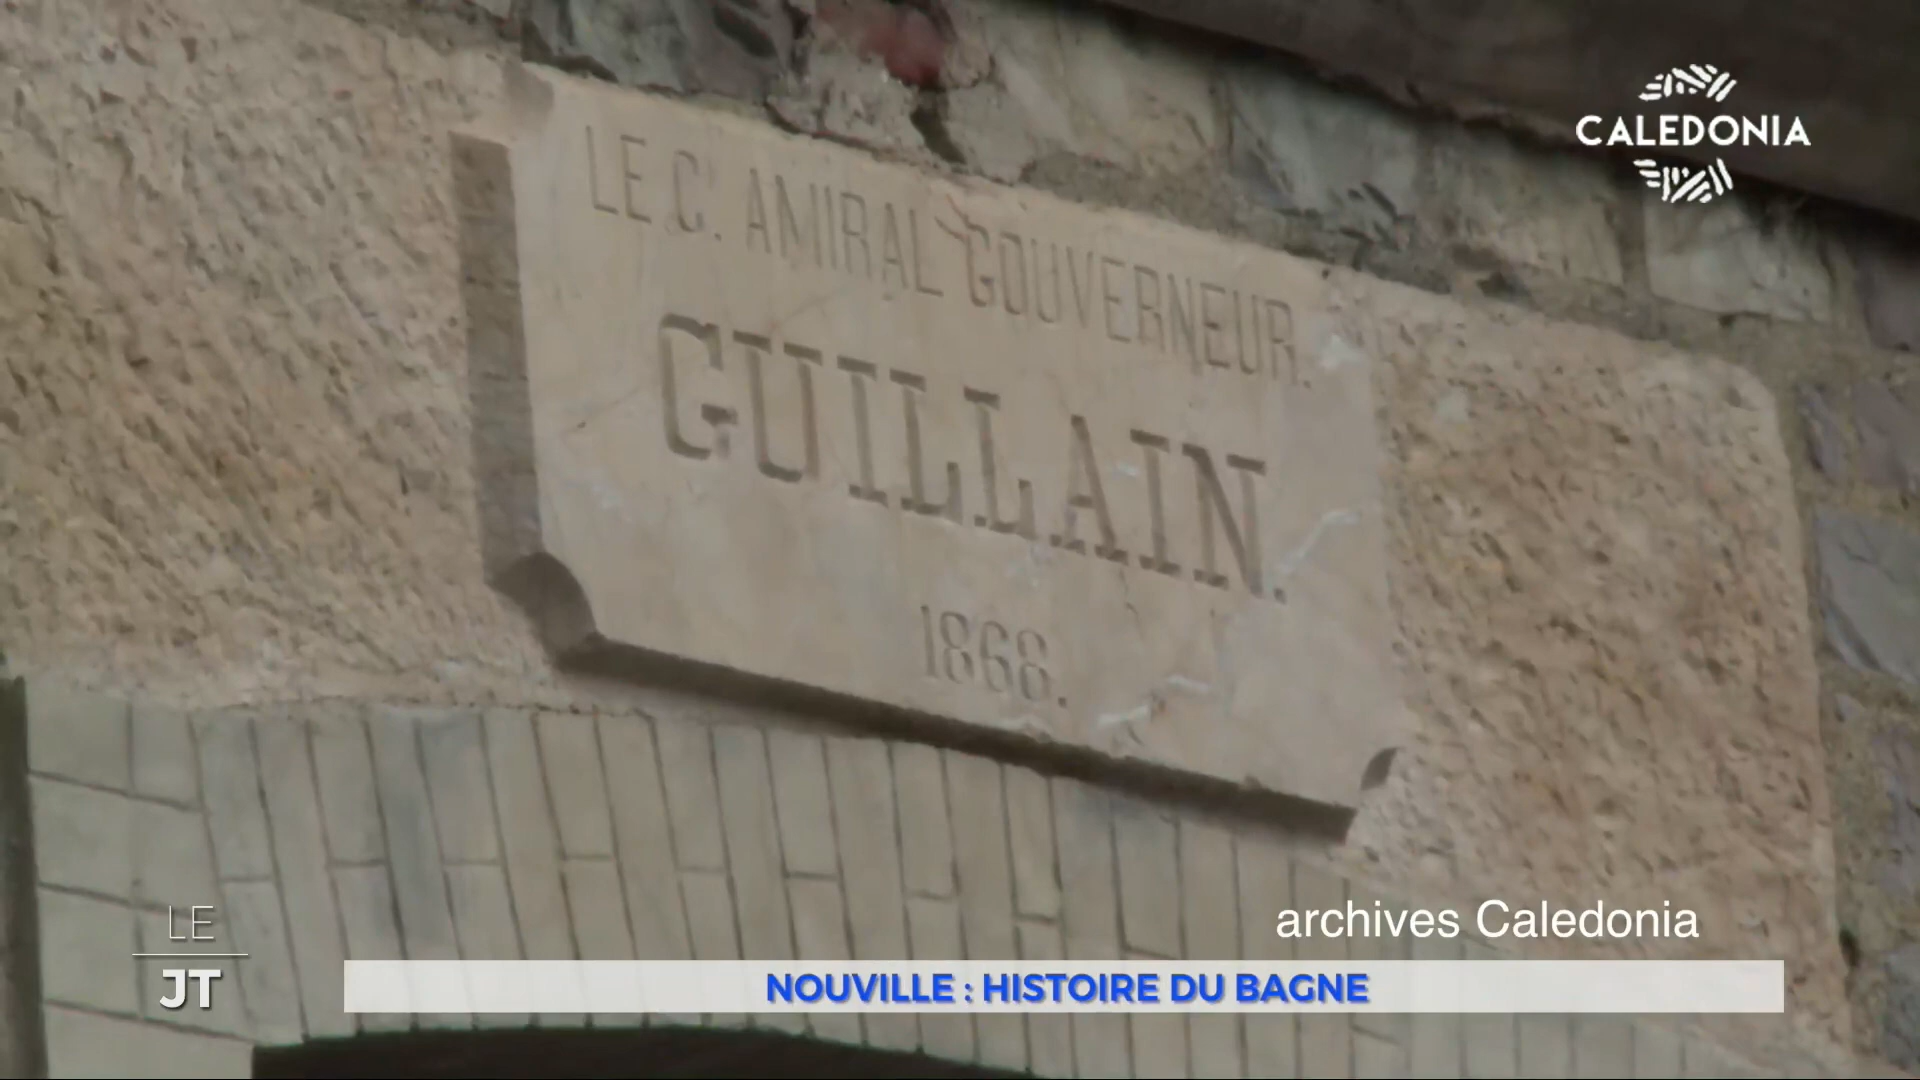 LE C. AMIRAL GOUVERNEUR.
GUILLAIN.
1868.
CALEDONIA
archives Caledonia
LE
JT
NOUVILLE : HISTOIRE DU BAGNE